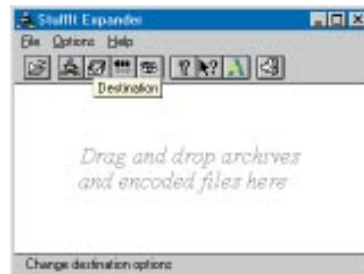 StuffIt Expander
File Options Help
Destination
Drag and drop archives
and encoded files here
Change destination options